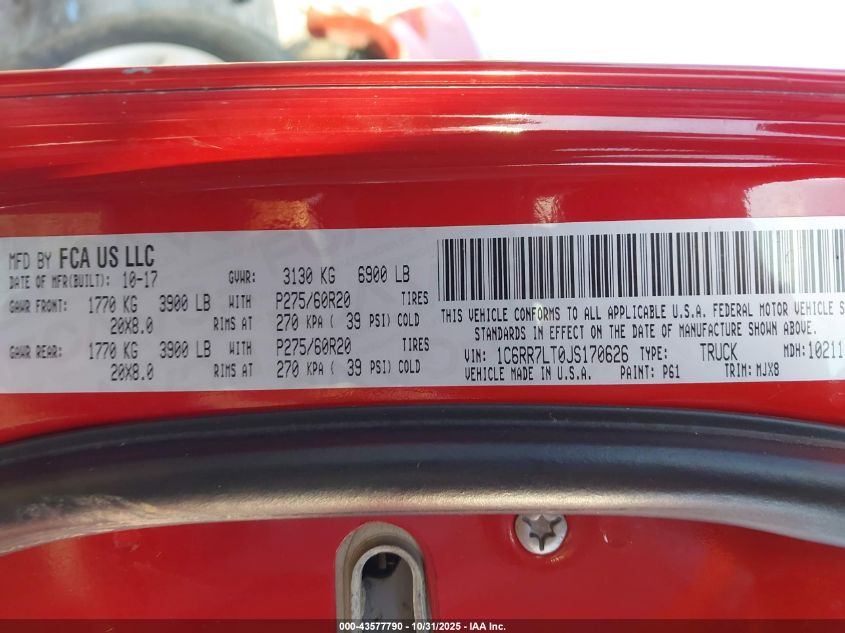 MFD BY FCA US LLC
DATE OF MFR(BUILT): 10-17 GVWR: 3130 KG 6900 LB
GAWR FRONT: 1770 KG 3900 LB WITH P275/60R20 TIRES
20X8.0 RIMS AT 270 KPA ( 39 PSI) COLD
GAWR REAR: 1770 KG 3900 LB WITH P275/60R20 TIRES
20X8.0 RIMS AT 270 KPA ( 39 PSI) COLD
THIS VEHICLE CONFORMS TO ALL APPLICABLE U.S.A. FEDERAL MOTOR VEHICLE S
STANDARDS IN EFFECT ON THE DATE OF MANUFACTURE SHOWN ABOVE.
VIN: 1C6RR7LT0JS170626 TYPE: TRUCK MDH: 10211
VEHICLE MADE IN U.S.A. PAINT: P61 TRIM: MJX8
000-43577790 - 10/31/2025 - IAA Inc.